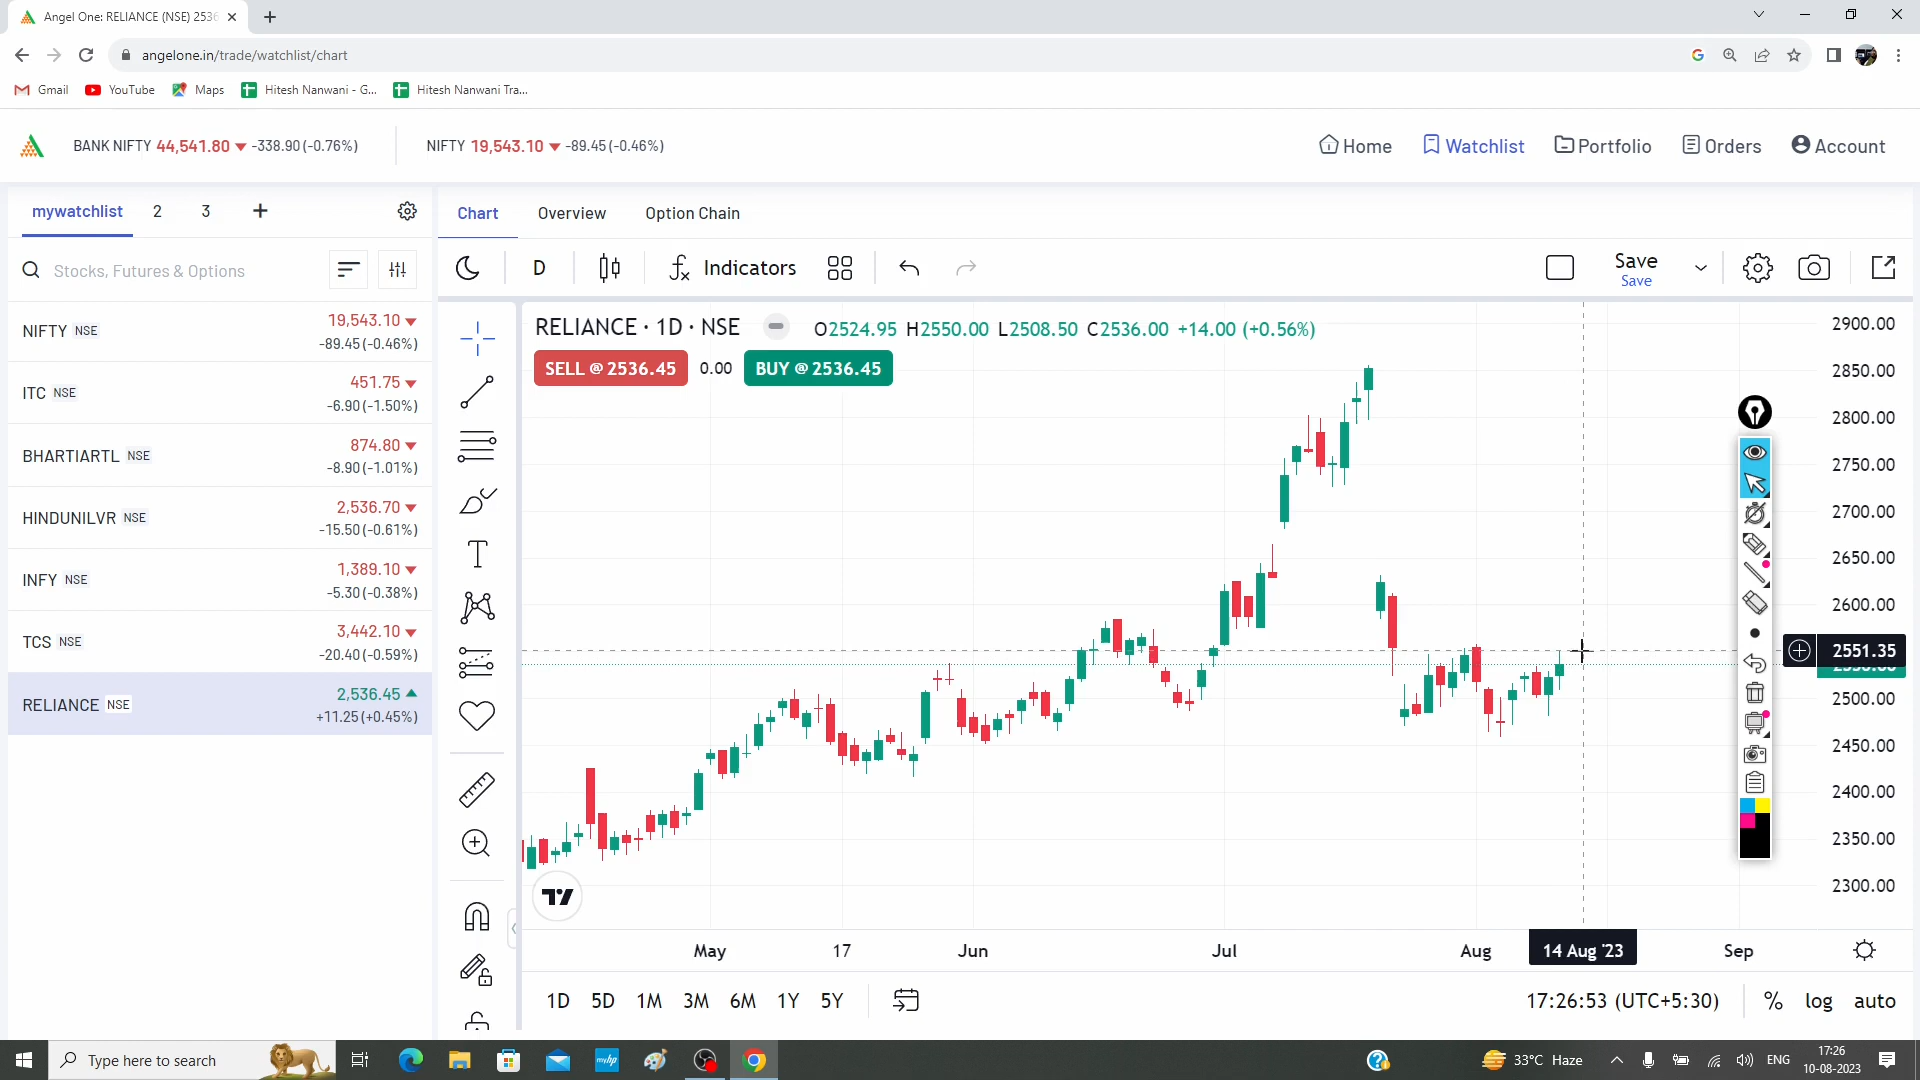 Angel One: RELIANCE (NSE) 2536
angelone.in/trade/watchlist/chart
Gmail YouTube Maps Hitesh Nanwani - G... Hitesh Nanwani Tra...
BANK NIFTY 44,541.80 ▼ -338.90 (-0.76%) NIFTY 19,543.10 ▼ -89.45 (-0.46%) Home Watchlist Portfolio Orders Account
mywatchlist 2 3 +
Chart Overview Option Chain
Stocks, Futures & Options
D Indicators Save
Save
NIFTY NSE 19,543.10 ▼
-89.45 (-0.46%)
ITC NSE 451.75 ▼
-6.90 (-1.50%)
BHARTIARTL NSE 874.80 ▼
-8.90 (-1.01%)
HINDUNILVR NSE 2,536.70 ▼
-15.50 (-0.61%)
INFY NSE 1,389.10 ▼
-5.30 (-0.38%)
TCS NSE 3,442.10 ▼
-20.40 (-0.59%)
RELIANCE NSE 2,536.45 ▲
+11.25 (+0.45%)
RELIANCE · 1D · NSE O2524.95 H2550.00 L2508.50 C2536.00 +14.00 (+0.56%)
SELL @ 2536.45 0.00 BUY @ 2536.45
2900.00
2850.00
2800.00
2750.00
2700.00
2650.00
2600.00
2551.35
2500.00
2450.00
2400.00
2350.00
2300.00
May 17 Jun Jul Aug 14 Aug '23 Sep
1D 5D 1M 3M 6M 1Y 5Y 17:26:53 (UTC+5:30) % log auto
Type here to search
myhp
33°C Haze
ENG
17:26
10-08-2023